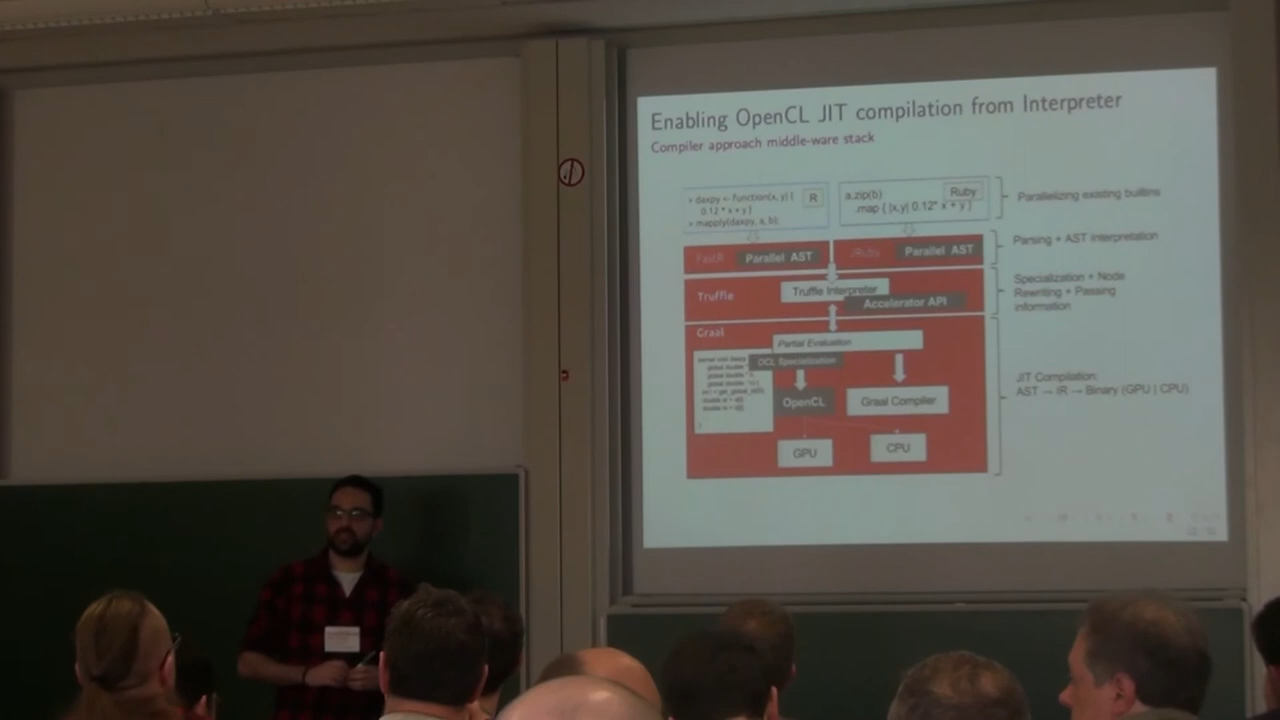 Enabling OpenCL JIT compilation from Interpreter
Compiler approach middle-ware stack
> daxpy <- function(x, y) {
0.12 * x + y }
> mapply(daxpy, a, b);
R
a.zip(b)
.map { |x,y| 0.12* x + y }
Ruby
Parallelizing existing builtins
FastR
Parallel AST
JRuby
Parallel AST
Parsing + AST Interpretation
Truffle
Truffle Interpreter
Accelerator API
Specialization + Node
Rewriting + Passing
information
Graal
Partial Evaluation
OCL Specialization
OpenCL
Graal Compiler
GPU
CPU
JIT Compilation:
AST → IR → Binary (GPU | CPU)